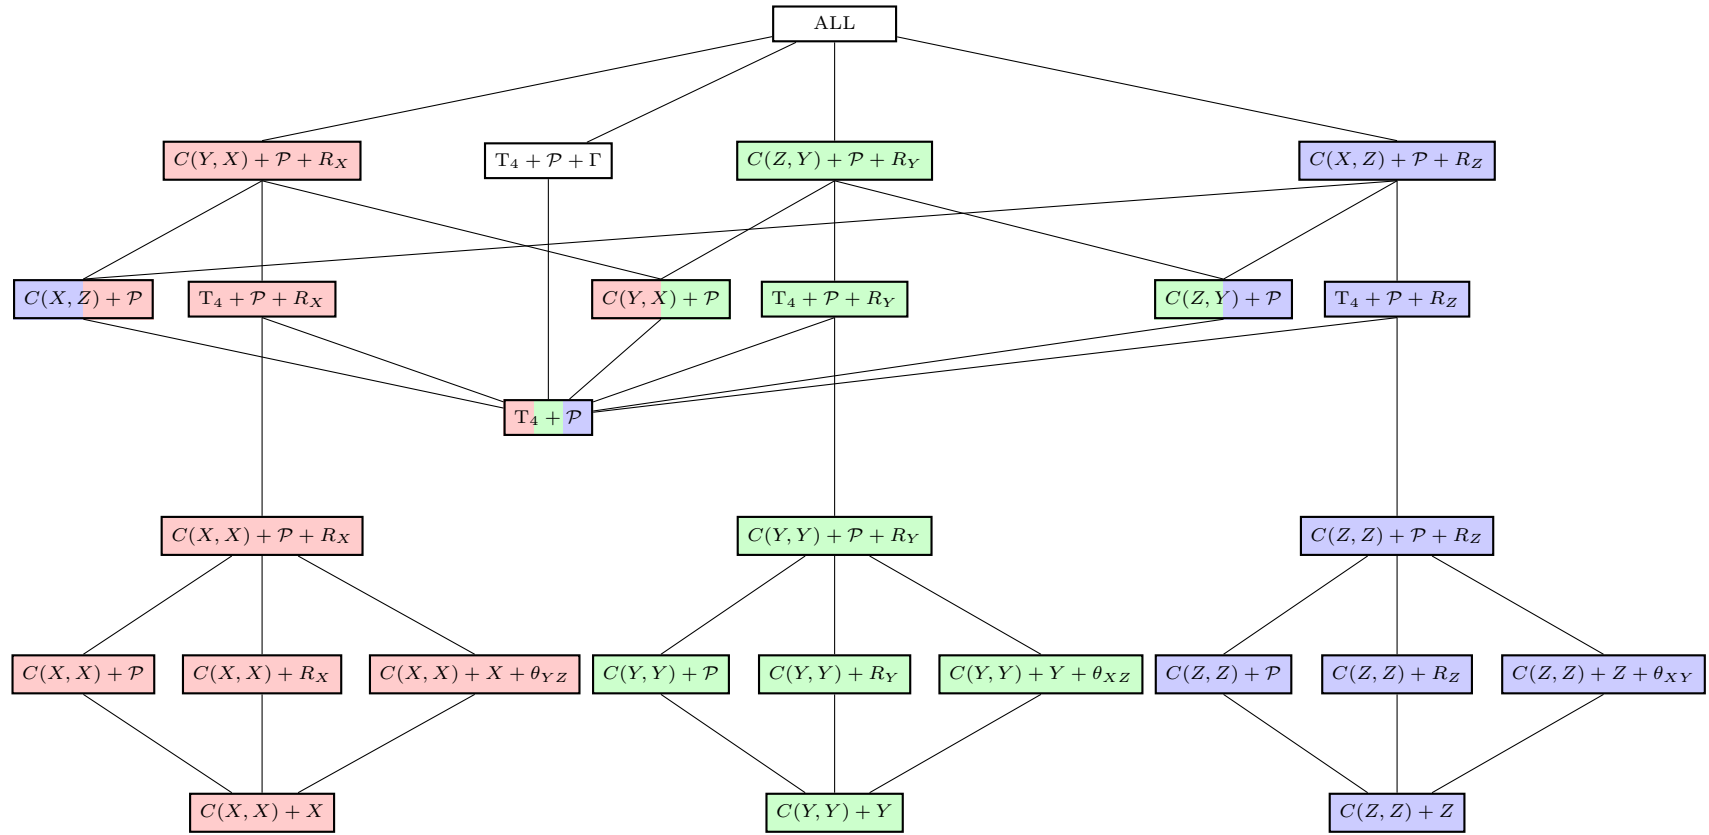 ALL
C(Y, X) + 𝒫 + R_X
T₄ + 𝒫 + Γ
C(Z, Y) + 𝒫 + R_Y
C(X, Z) + 𝒫 + R_Z
C(X, Z) + 𝒫
T₄ + 𝒫 + R_X
C(Y, X) + 𝒫
T₄ + 𝒫 + R_Y
C(Z, Y) + 𝒫
T₄ + 𝒫 + R_Z
T₄ + 𝒫
C(X, X) + 𝒫 + R_X
C(Y, Y) + 𝒫 + R_Y
C(Z, Z) + 𝒫 + R_Z
C(X, X) + 𝒫
C(X, X) + R_X
C(X, X) + X + θ_YZ
C(Y, Y) + 𝒫
C(Y, Y) + R_Y
C(Y, Y) + Y + θ_XZ
C(Z, Z) + 𝒫
C(Z, Z) + R_Z
C(Z, Z) + Z + θ_XY
C(X, X) + X
C(Y, Y) + Y
C(Z, Z) + Z